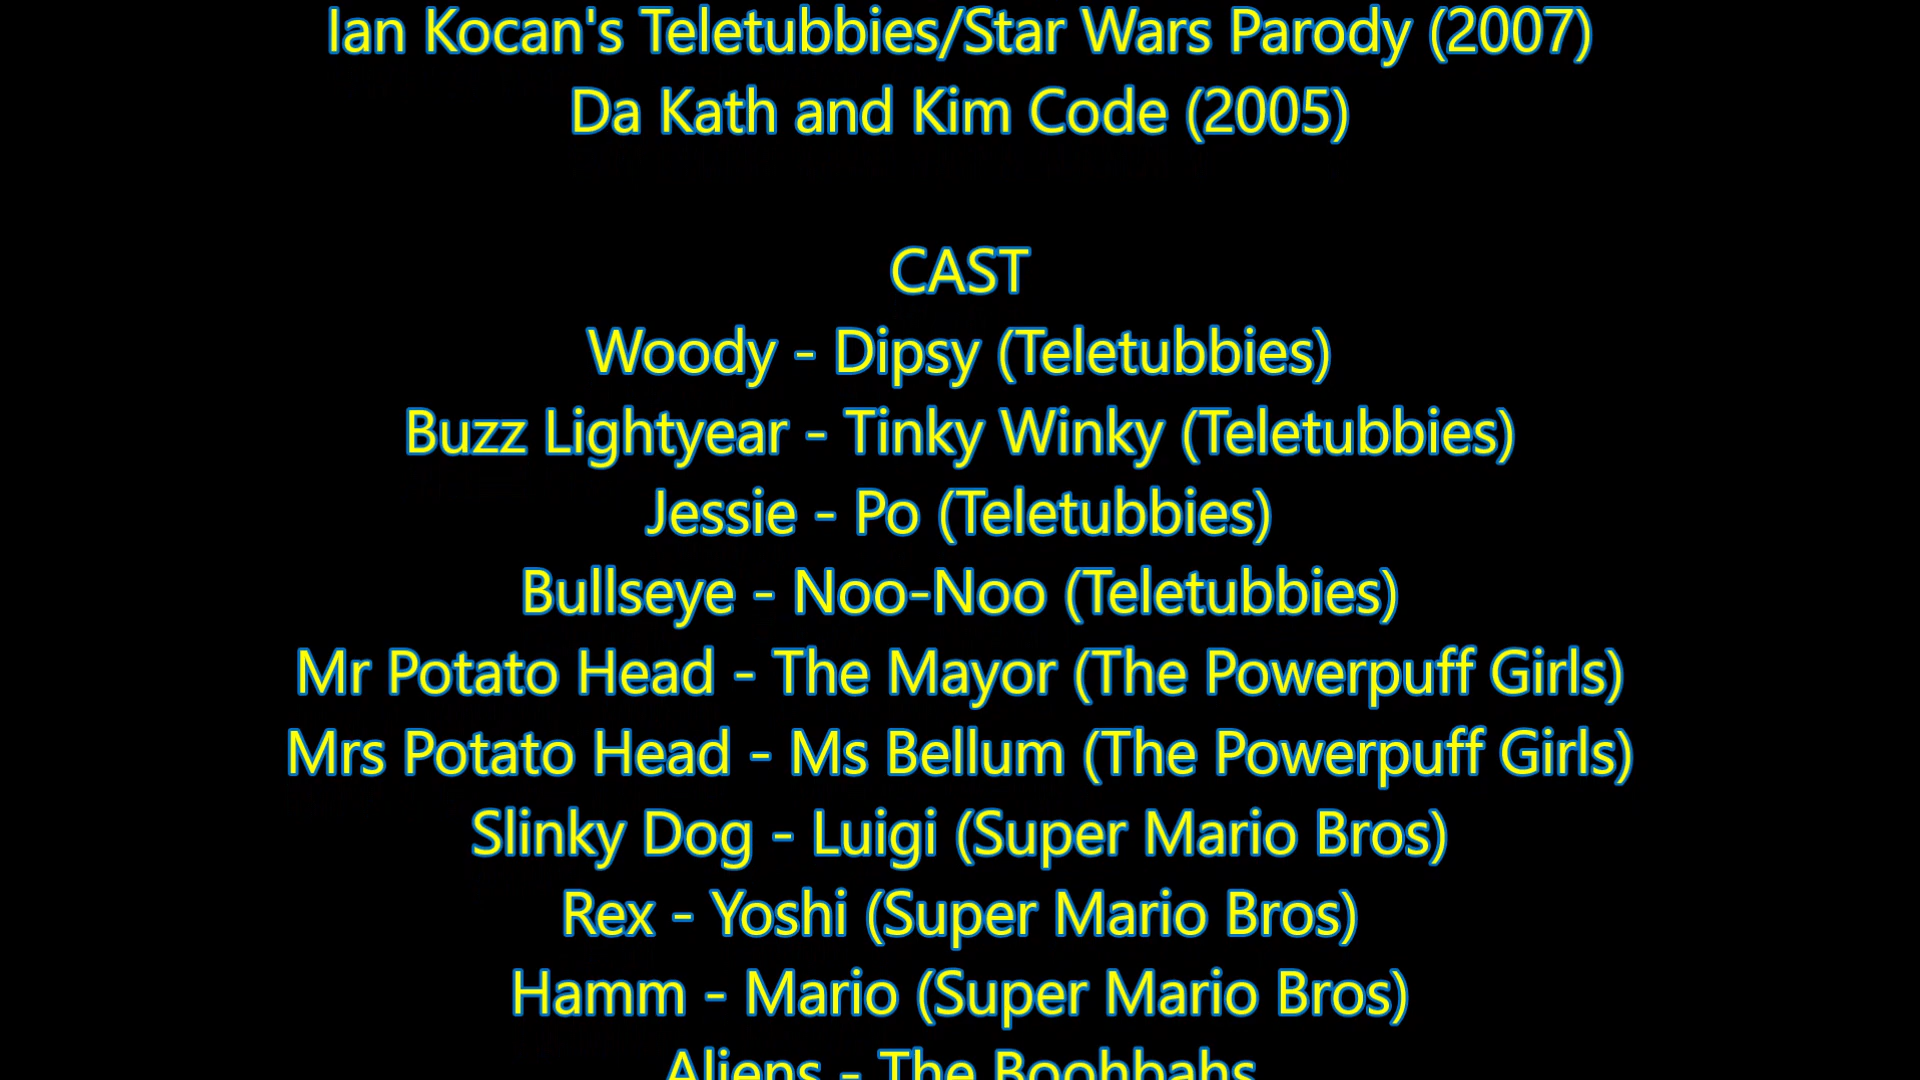 Ian Kocan's Teletubbies/Star Wars Parody (2007)
Da Kath and Kim Code (2005)
CAST
Woody - Dipsy (Teletubbies)
Buzz Lightyear - Tinky Winky (Teletubbies)
Jessie - Po (Teletubbies)
Bullseye - Noo-Noo (Teletubbies)
Mr Potato Head - The Mayor (The Powerpuff Girls)
Mrs Potato Head - Ms Bellum (The Powerpuff Girls)
Slinky Dog - Luigi (Super Mario Bros)
Rex - Yoshi (Super Mario Bros)
Hamm - Mario (Super Mario Bros)
Aliens - The Boohbahs